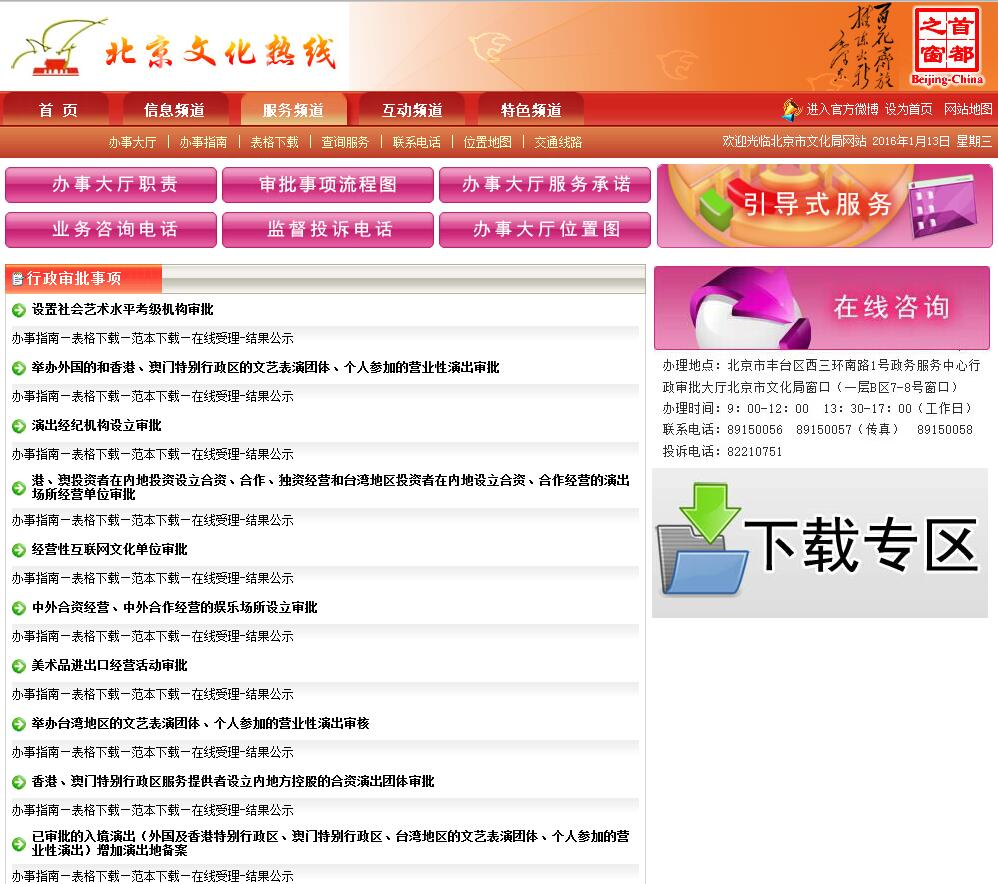 北京文化热线
百花齐放
推陈出新
首都之窗
Beijing-China
首 页 信息频道 服务频道 互动频道 特色频道
进入官方微博 设为首页 网站地图
办事大厅 | 办事指南 | 表格下载 | 查询服务 | 联系电话 | 位置地图 | 交通线路
欢迎光临北京市文化局网站 2016年1月13日 星期三
办事大厅职责 审批事项流程图 办事大厅服务承诺
业务咨询电话 监督投诉电话 办事大厅位置图
引导式服务
行政审批事项
设置社会艺术水平考级机构审批
办事指南—表格下载—范本下载—在线受理-结果公示
举办外国的和香港、澳门特别行政区的文艺表演团体、个人参加的营业性演出审批
办事指南—表格下载—范本下载—在线受理-结果公示
演出经纪机构设立审批
办事指南—表格下载—范本下载—在线受理-结果公示
港、澳投资者在内地投资设立合资、合作、独资经营和台湾地区投资者在内地设立合资、合作经营的演出
场所经营单位审批
办事指南—表格下载—范本下载—在线受理-结果公示
经营性互联网文化单位审批
办事指南—表格下载—范本下载—在线受理-结果公示
中外合资经营、中外合作经营的娱乐场所设立审批
办事指南—表格下载—范本下载—在线受理-结果公示
美术品进出口经营活动审批
办事指南—表格下载—范本下载—在线受理-结果公示
举办台湾地区的文艺表演团体、个人参加的营业性演出审核
办事指南—表格下载—范本下载—在线受理-结果公示
香港、澳门特别行政区服务提供者设立内地方控股的合资演出团体审批
办事指南—表格下载—范本下载—在线受理-结果公示
已审批的入境演出（外国及香港特别行政区、澳门特别行政区、台湾地区的文艺表演团体、个人参加的营
业性演出）增加演出地备案
办事指南—表格下载—范本下载—在线受理-结果公示
在线咨询
办理地点：北京市丰台区西三环南路1号政务服务中心行
政审批大厅北京市文化局窗口（一层B区7-8号窗口）
办理时间：9：00-12：00 13：30-17：00（工作日）
联系电话：89150056 89150057（传真） 89150058
投诉电话：82210751
下载专区